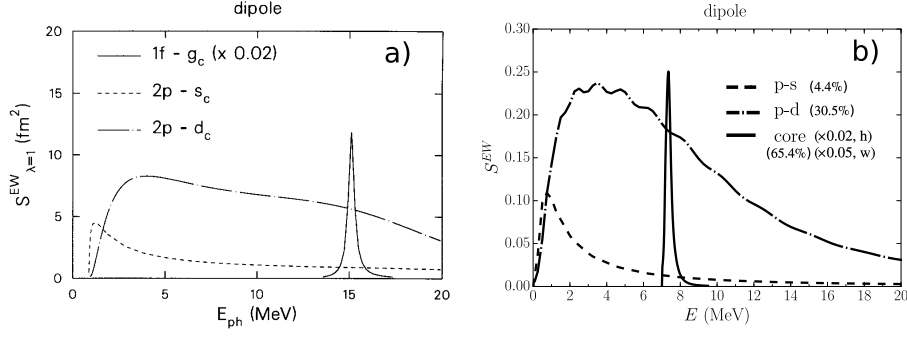 dipole
20
15
10
5
0
S^EW_λ=1 (fm²)
a)
1f - g_c (x 0.02)
2p - s_c
2p - d_c
0 5 10 15 20
E_ph (MeV)
dipole
0.30
0.25
0.20
0.15
0.10
0.05
0.00
S^EW
b)
p-s (4.4%)
p-d (30.5%)
core (×0.02, h)
(65.4%) (×0.05, w)
0 2 4 6 8 10 12 14 16 18 20
E (MeV)